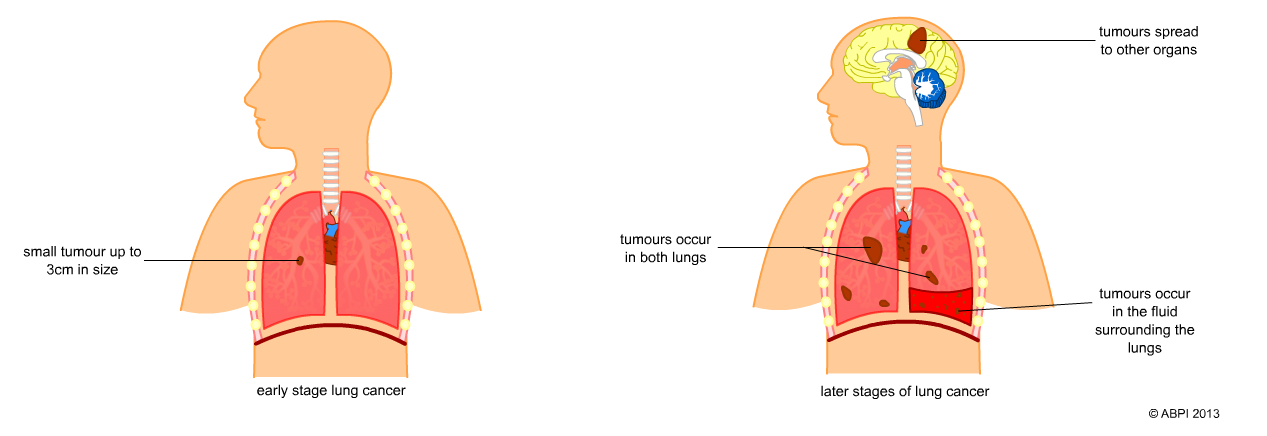 small tumour up to
3cm in size
early stage lung cancer
tumours spread
to other organs
tumours occur
in both lungs
tumours occur
in the fluid
surrounding the
lungs
later stages of lung cancer
© ABPI 2013